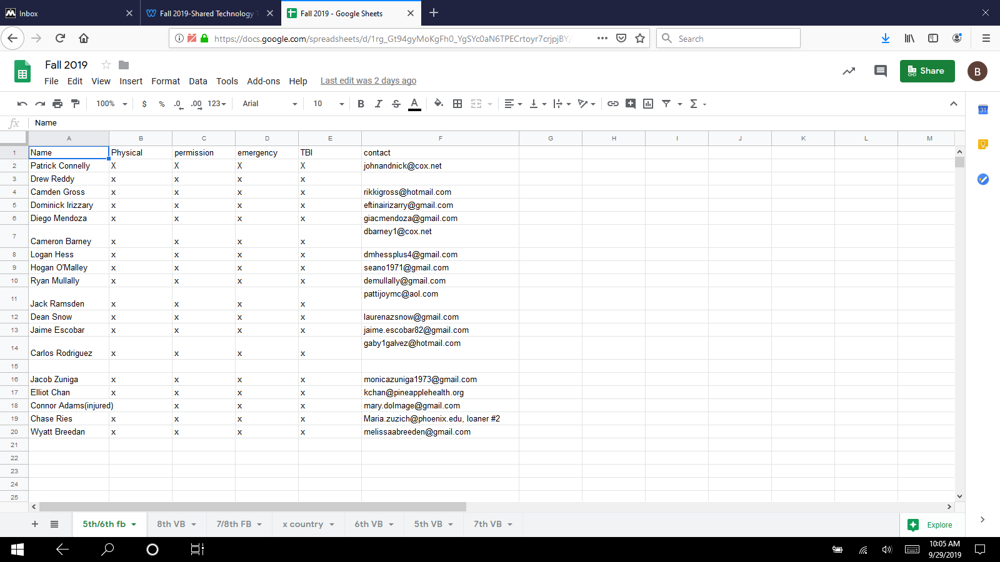 Inbox
Fall 2019-Shared Technology
Fall 2019 - Google Sheets
https://docs.google.com/spreadsheets/d/1rg_Gt94gyMoKgFh0_YgSYc0aN6TPECrtoyr7crjpjBY/
Search
Fall 2019
File Edit View Insert Format Data Tools Add-ons Help Last edit was 2 days ago
Share
B
100% $ % .0 .00 123 Arial 10 B I S A Σ
31
fx Name
A B C D E F G H I J K L M
1 Name Physical permission emergency TBI contact
2 Patrick Connelly X X X X johnandnick@cox.net
3 Drew Reddy x x x x
4 Camden Gross x x x x rikkigross@hotmail.com
5 Dominick Irizzary x x x x eftinairizarry@gmail.com
6 Diego Mendoza x x x x giacmendoza@gmail.com
7 Cameron Barney x x x x dbarney1@cox.net
8 Logan Hess x x x x dmhessplus4@gmail.com
9 Hogan O'Malley x x x x seano1971@gmail.com
10 Ryan Mullally x x x x demullally@gmail.com
11 Jack Ramsden x x x x pattijoymc@aol.com
12 Dean Snow x x x x laurenazsnow@gmail.com
13 Jaime Escobar x x x x jaime.escobar82@gmail.com
14 Carlos Rodriguez x x x x gaby1galvez@hotmail.com
15
16 Jacob Zuniga x x x x monicazuniga1973@gmail.com
17 Elliot Chan x x x x kchan@pineapplehealth.org
18 Connor Adams(injured) x x x mary.dolmage@gmail.com
19 Chase Ries x x x x Maria.zuzich@phoenix.edu, loaner #2
20 Wyatt Breedan x x x x melissaabreeden@gmail.com
21
22
23
24
25
5th/6th fb 8th VB 7/8th FB x country 6th VB 5th VB 7th VB Explore
10:05 AM
9/29/2019